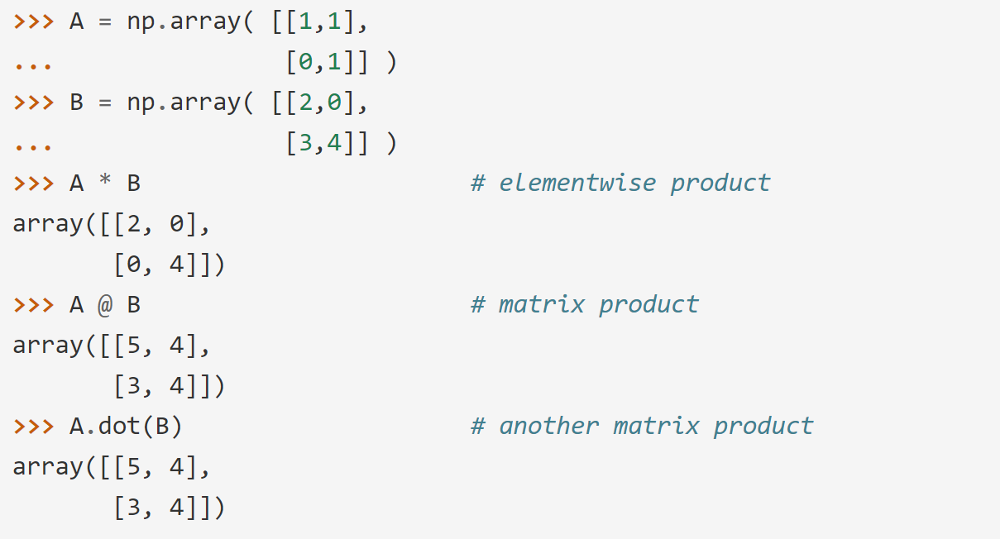 >>> A = np.array( [[1,1],
...                [0,1]] )
>>> B = np.array( [[2,0],
...                [3,4]] )
>>> A * B                       # elementwise product
array([[2, 0],
       [0, 4]])
>>> A @ B                       # matrix product
array([[5, 4],
       [3, 4]])
>>> A.dot(B)                    # another matrix product
array([[5, 4],
       [3, 4]])